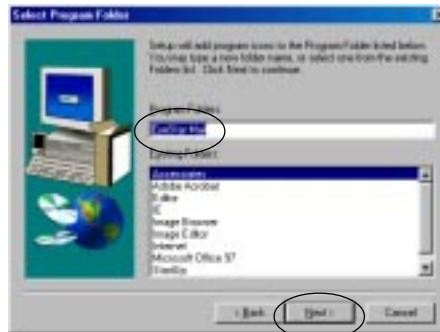 Select Program Folder
Setup will add program icons to the Program Folder listed below.
You may type a new folder name, or select one from the existing
Folders list. Click Next to continue.
Program Folders:
Existing Folders:
Accessories
Adobe Acrobat
Editor
IE
Image Browser
Image Editor
Internet
Microsoft Office 97
StartUp
< Back
Next >
Cancel